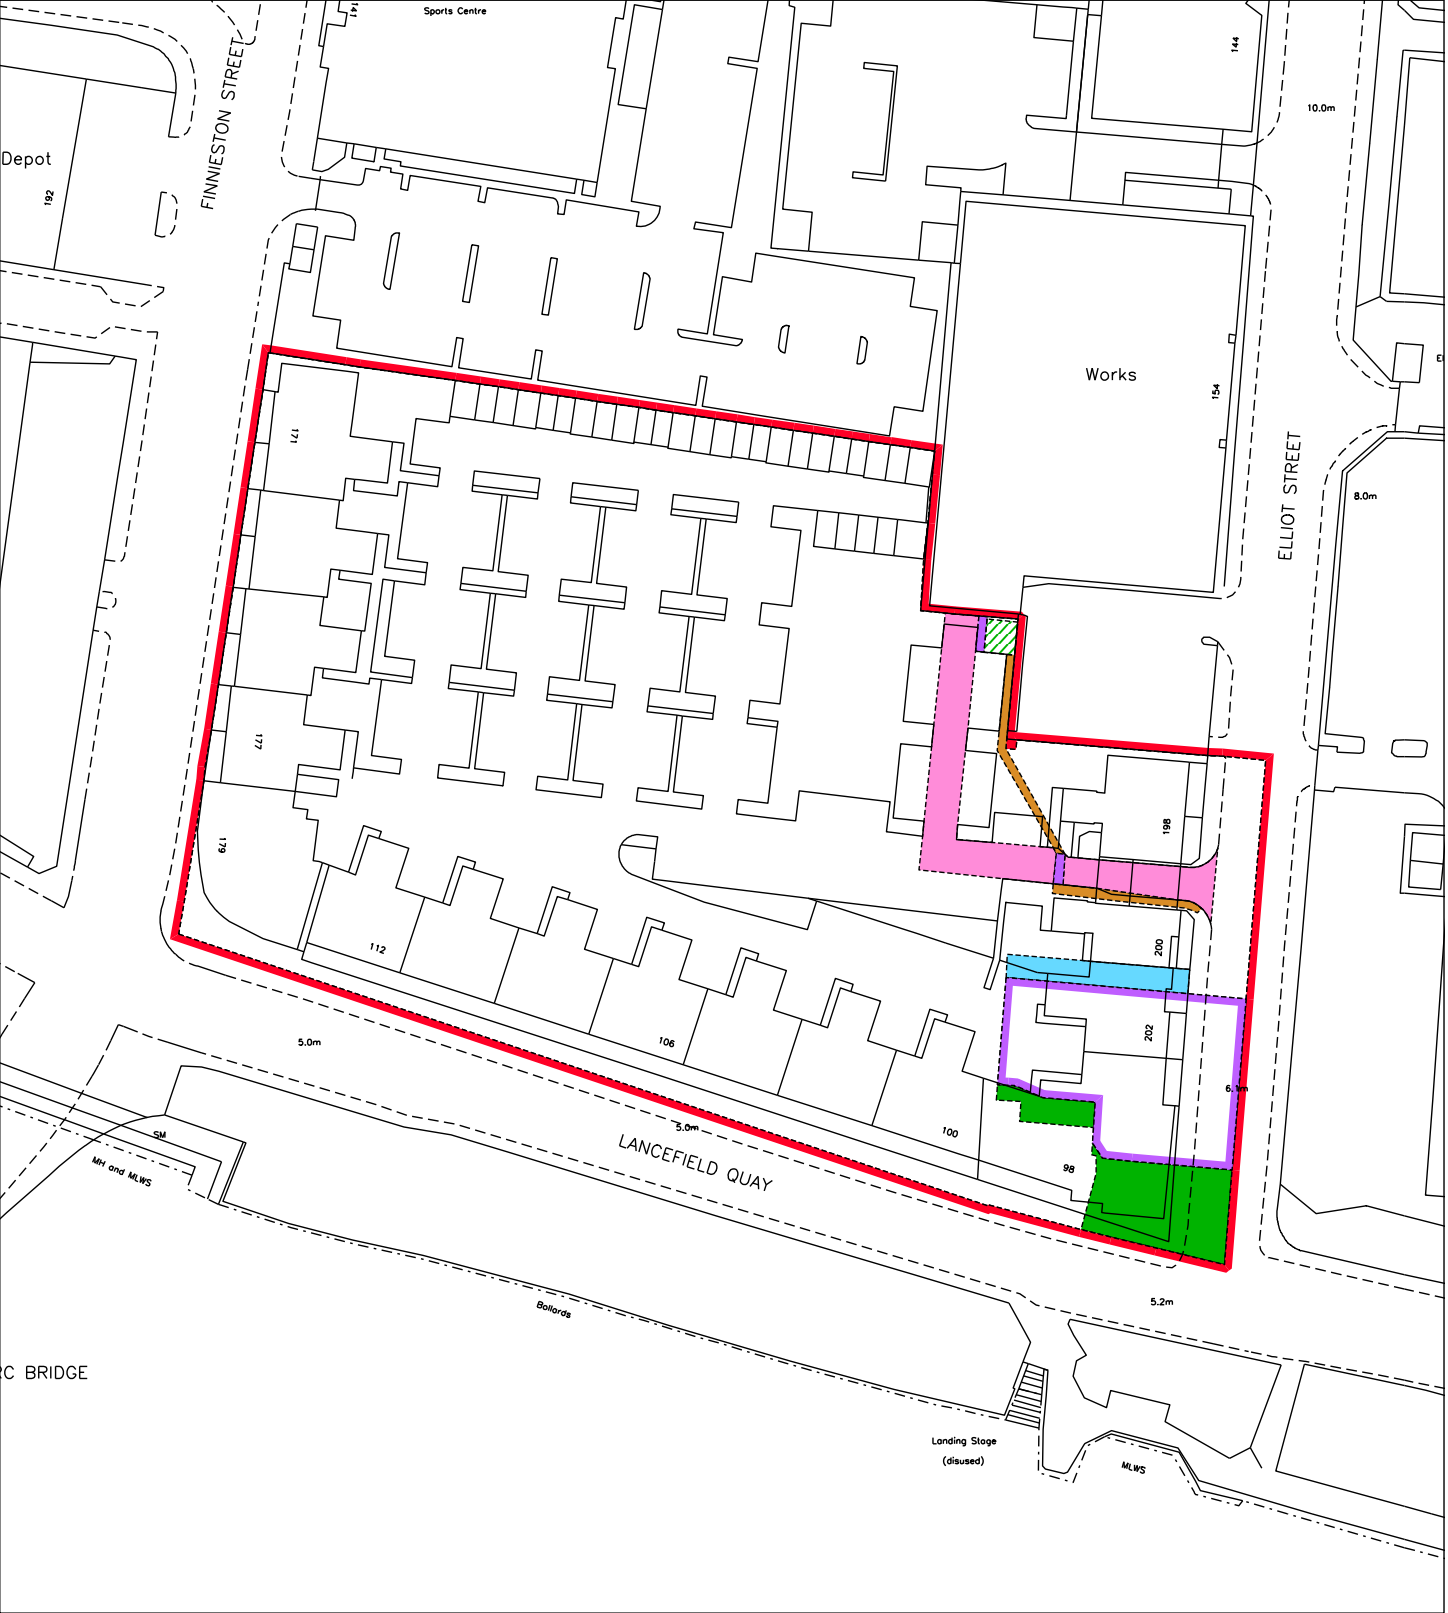 Sports Centre
141
144
10.0m
FINNIESTON STREET
Depot
192
Works
154
ELLIOT STREET
8.0m
171
177
198
179
112
200
202
106
5.0m
6.1m
5.0m
100
98
LANCEFIELD QUAY
SM
MH and MLWS
Bollards
5.2m
RC BRIDGE
Landing Stage
(disused)
MLWS